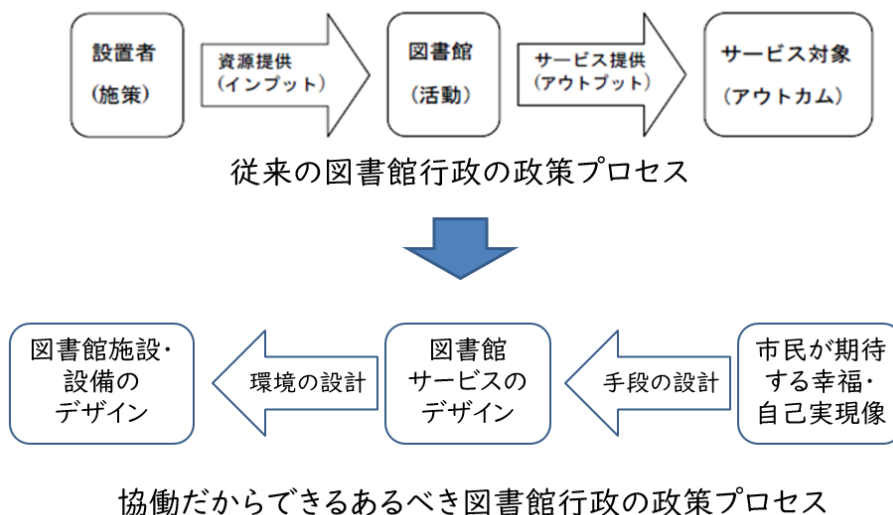 設置者
(施策)
資源提供
(インプット)
図書館
(活動)
サービス提供
(アウトプット)
サービス対象
(アウトカム)
従来の図書館行政の政策プロセス
図書館施設・
設備の
デザイン
環境の設計
図書館
サービスの
デザイン
手段の設計
市民が期待
する幸福・
自己実現像
協働だからできるあるべき図書館行政の政策プロセス